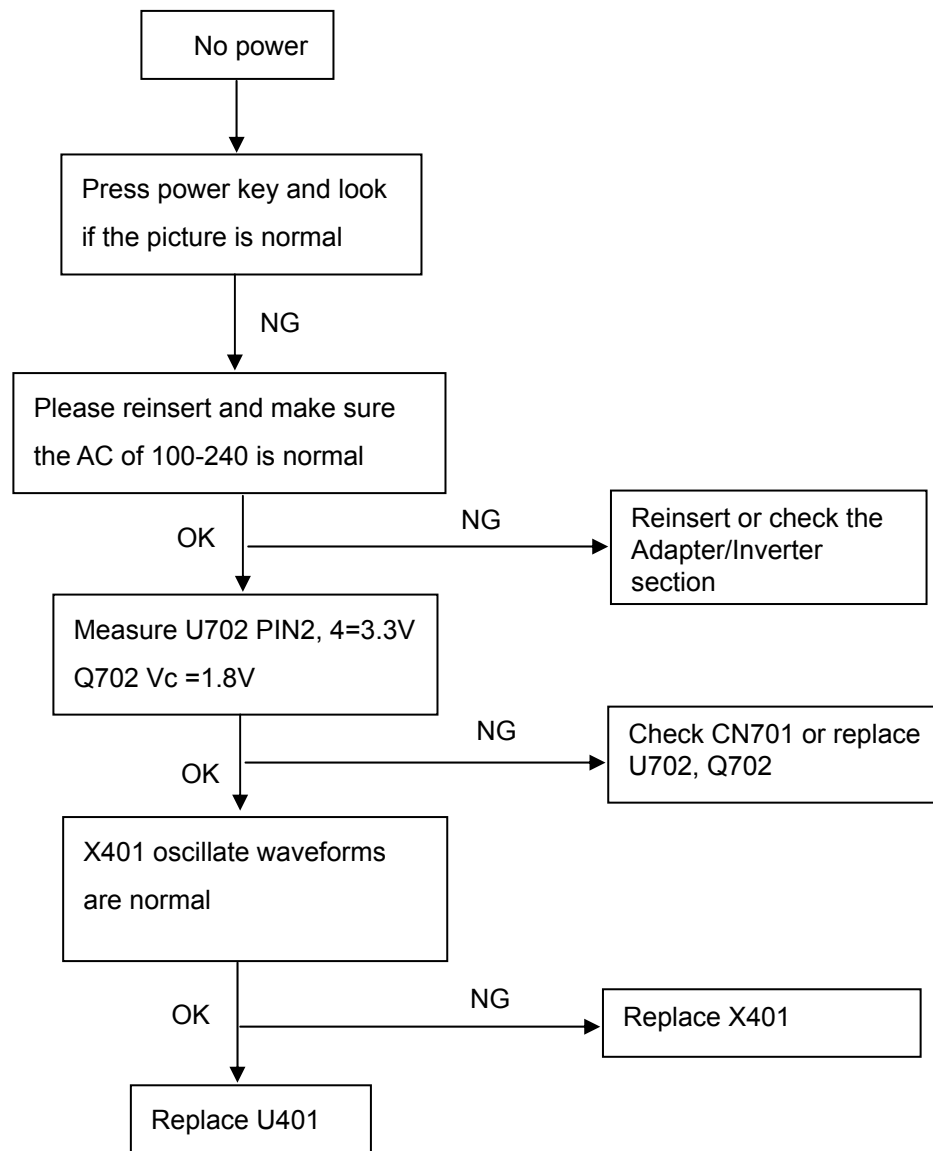 No power
Press power key and look
if the picture is normal
NG
Please reinsert and make sure
the AC of 100-240 is normal
OK
NG
Reinsert or check the
Adapter/Inverter
section
Measure U702 PIN2, 4=3.3V
Q702 Vc =1.8V
OK
NG
Check CN701 or replace
U702, Q702
X401 oscillate waveforms
are normal
OK
NG
Replace X401
Replace U401